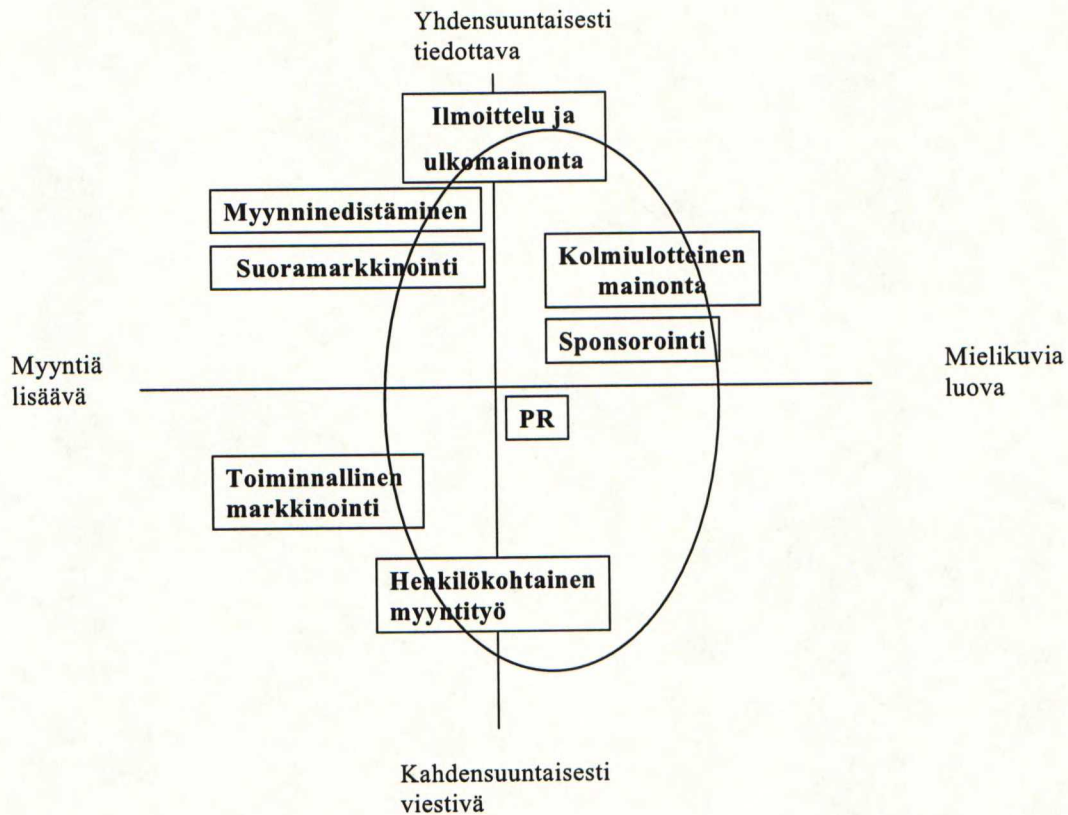 Yhdensuuntaisesti
tiedottava
Ilmoittelu ja
ulkomainonta
Myynninedistäminen
Suoramarkkinointi
Kolmiulotteinen
mainonta
Sponsorointi
Myyntiä
lisäävä
Mielikuvia
luova
PR
Toiminnallinen
markkinointi
Henkilökohtainen
myyntityö
Kahdensuuntaisesti
viestivä